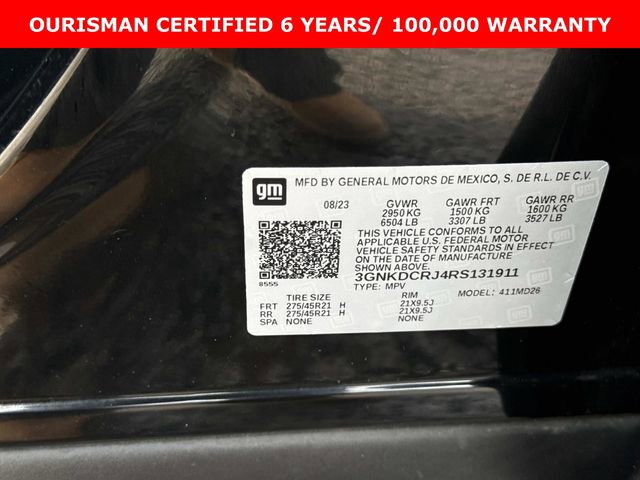 OURISMAN CERTIFIED 6 YEARS/ 100,000 WARRANTY
gm
MFD BY GENERAL MOTORS DE MEXICO, S. DE R.L. DE C.V.
08/23 GVWR GAWR FRT GAWR RR
2950 KG 1500 KG 1600 KG
6504 LB 3307 LB 3527 LB
THIS VEHICLE CONFORMS TO ALL
APPLICABLE U.S. FEDERAL MOTOR
VEHICLE SAFETY STANDARDS IN EFFECT
ON THE DATE OF MANUFACTURE
SHOWN ABOVE.
3GNKDCRJ4RS131911
8555
TYPE: MPV MODEL: 411MD26
TIRE SIZE RIM
FRT 275/45R21 H 21X9.5J
RR 275/45R21 H 21X9.5J
SPA NONE NONE